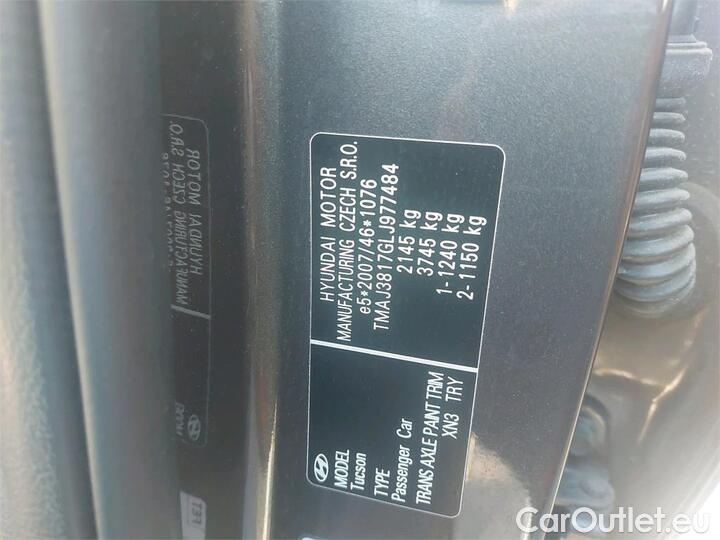 HYUNDAI MOTOR
MANUFACTURING CZECH S.R.O.
e5*2007/46*1076
TMAJ3817GLJ977484
2145 kg
3745 kg
1- 1240 kg
2- 1150 kg
MODEL
Tucson
TYPE
Passenger Car
TRANS AXLE PAINT TRIM
XN3 TRY
CarOutlet.eu